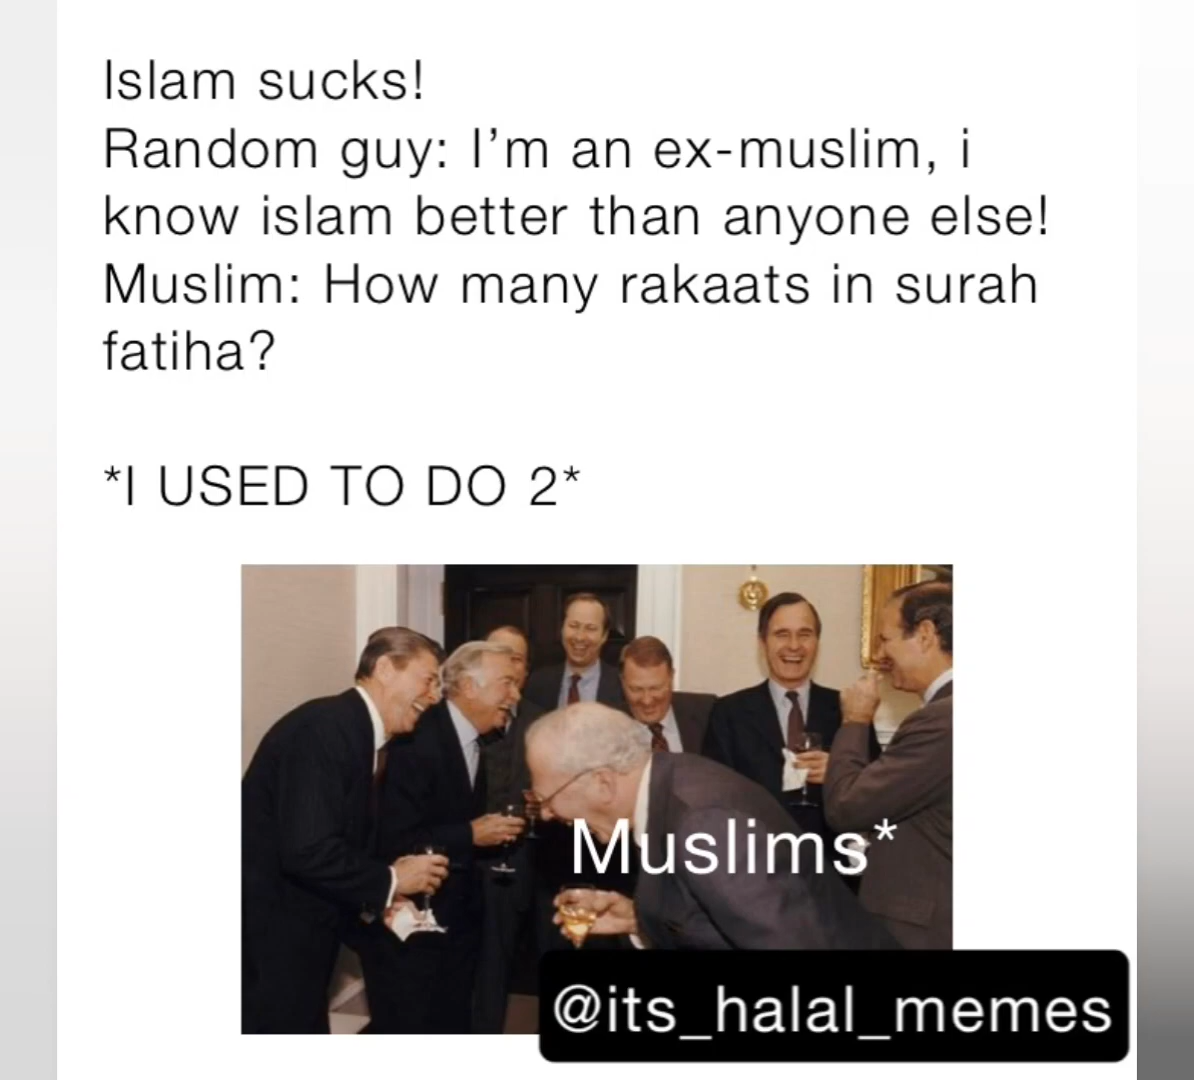 Islam sucks!
Random guy: I’m an ex-muslim, i
know islam better than anyone else!
Muslim: How many rakaats in surah
fatiha?
*I USED TO DO 2*
Muslims*
@its_halal_memes